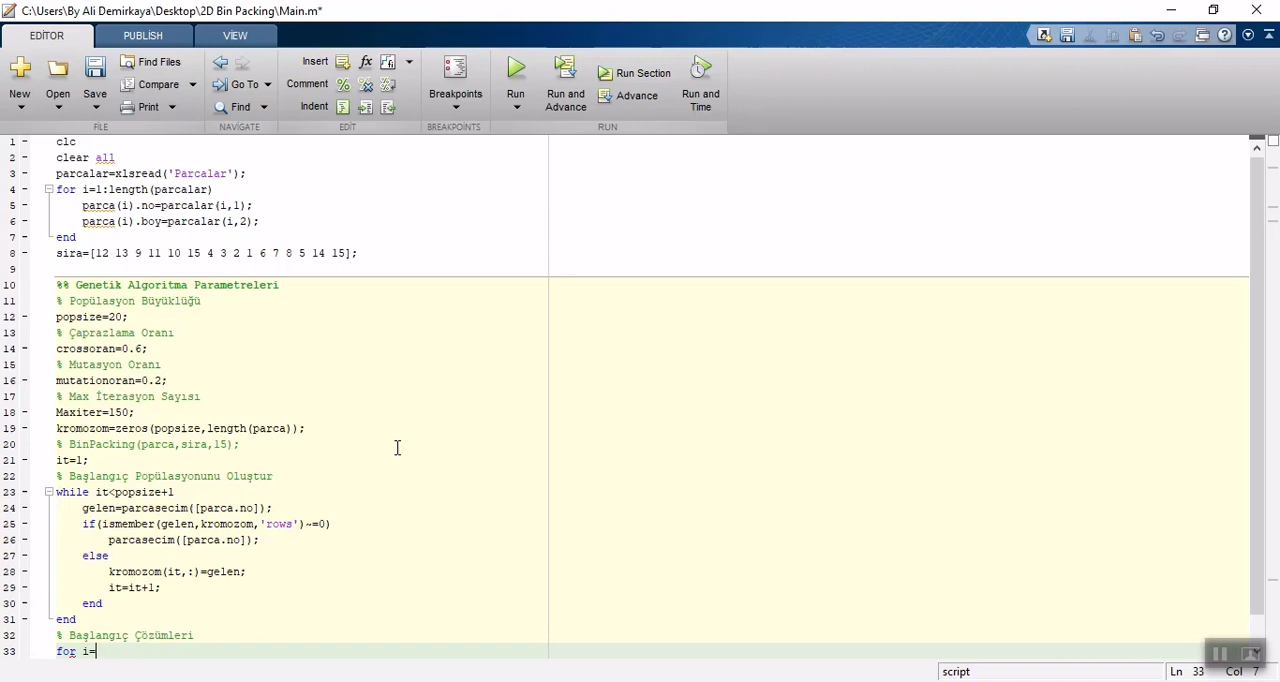 C:\Users\By Ali Demirkaya\Desktop\2D Bin Packing\Main.m*
EDITOR PUBLISH VIEW
New Open Save Find Files Compare Print FILE
Go To Find NAVIGATE
Insert fx Comment Indent EDIT
Breakpoints BREAKPOINTS
Run Run and Advance Run Section Advance Run and Time RUN
1 clc
2 clear all
3 parcalar=xlsread('Parcalar');
4 for i=1:length(parcalar)
5 parca(i).no=parcalar(i,1);
6 parca(i).boy=parcalar(i,2);
7 end
8 sira=[12 13 9 11 10 15 4 3 2 1 6 7 8 5 14 15];
9
10 %% Genetik Algoritma Parametreleri
11 % Popülasyon Büyüklüğü
12 popsize=20;
13 % Çaprazlama Oranı
14 crossoran=0.6;
15 % Mutasyon Oranı
16 mutationoran=0.2;
17 % Max İterasyon Sayısı
18 Maxiter=150;
19 kromozom=zeros(popsize,length(parca));
20 % BinPacking(parca,sira,15);
21 it=1;
22 % Başlangıç Popülasyonunu Oluştur
23 while it<popsize+1
24 gelen=parcasecim([parca.no]);
25 if(ismember(gelen,kromozom,'rows')~=0)
26 parcasecim([parca.no]);
27 else
28 kromozom(it,:)=gelen;
29 it=it+1;
30 end
31 end
32 % Başlangıç Çözümleri
33 for i=
script Ln 33 Col 7